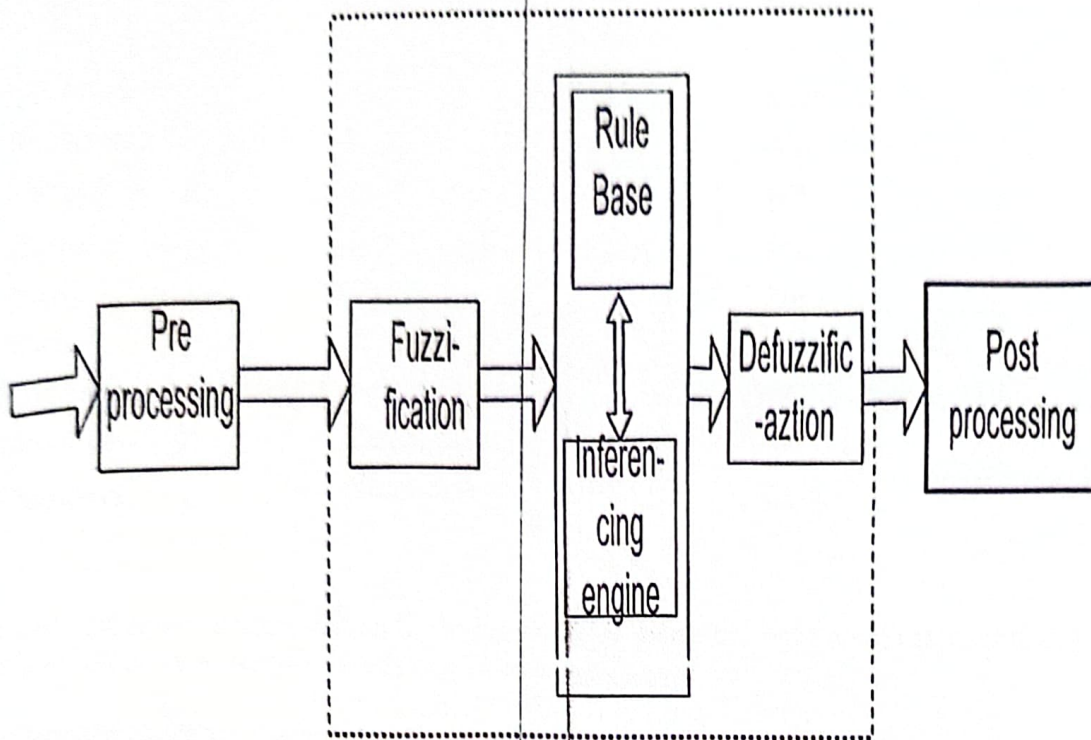 Pre
processing
Fuzzi-
fication
Rule
Base
Inferen-
cing
engine
Defuzzific
-aztion
Post
processing